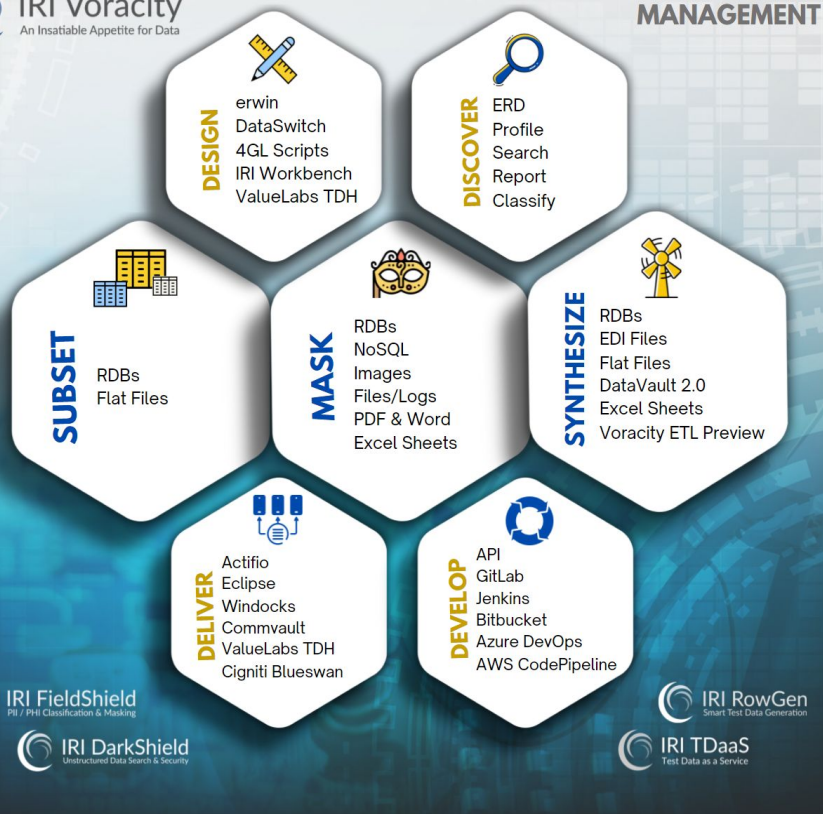 IRI Voracity
An Insatiable Appetite for Data
MANAGEMENT
DESIGN
erwin
DataSwitch
4GL Scripts
IRI Workbench
ValueLabs TDH
DISCOVER
ERD
Profile
Search
Report
Classify
SUBSET
RDBs
Flat Files
MASK
RDBs
NoSQL
Images
Files/Logs
PDF & Word
Excel Sheets
SYNTHESIZE
RDBs
EDI Files
Flat Files
DataVault 2.0
Excel Sheets
Voracity ETL Preview
DELIVER
Actifio
Eclipse
Windocks
Commvault
ValueLabs TDH
Cigniti Blueswan
DEVELOP
API
GitLab
Jenkins
Bitbucket
Azure DevOps
AWS CodePipeline
IRI FieldShield
PII / PHI Classification & Masking
IRI DarkShield
Unstructured Data Search & Security
IRI RowGen
Smart Test Data Generation
IRI TDaaS
Test Data as a Service